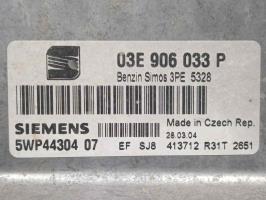 03E 906 033 P
Benzin Simos 3PE 5328
Made in Czech Rep.
SIEMENS
28.03.04
5WP44304 07 EF SJ8 413712 R31T 2651